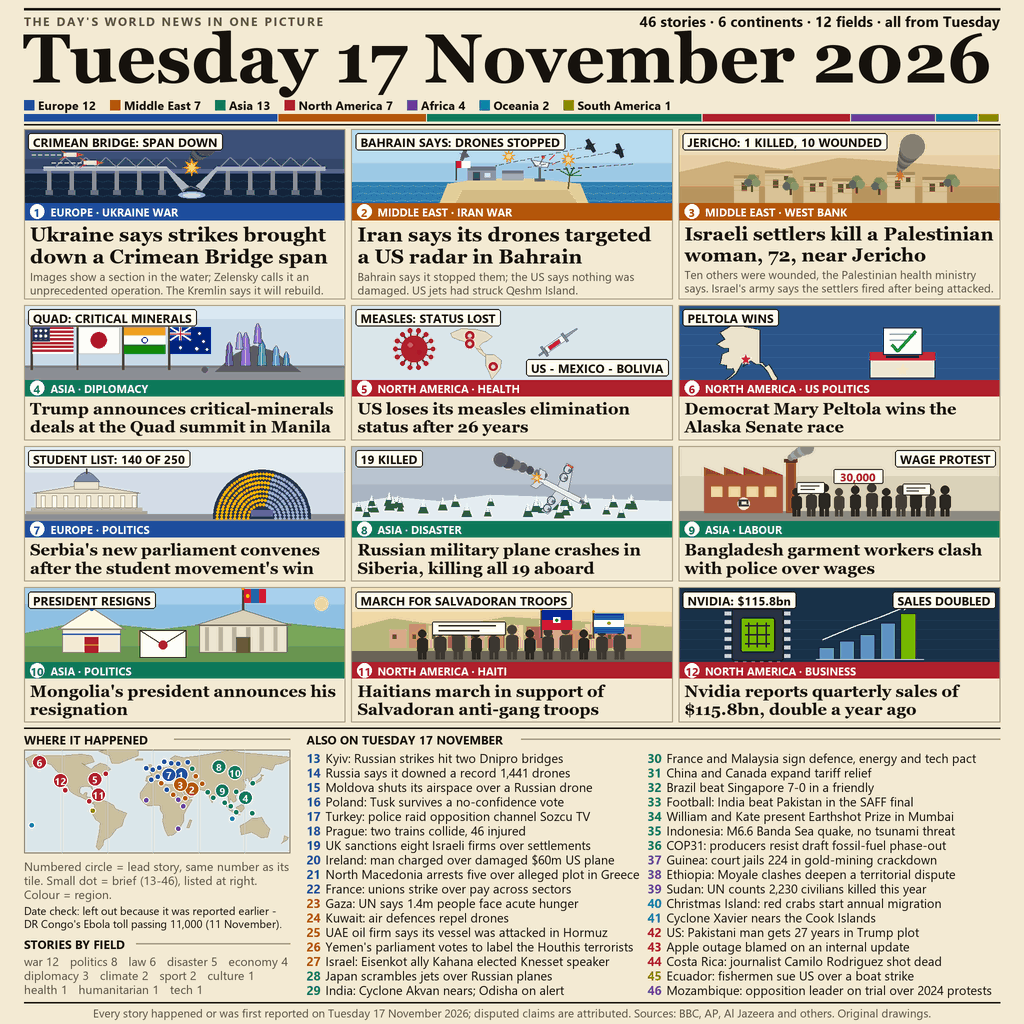 THE DAY'S WORLD NEWS IN ONE PICTURE
46 stories · 6 continents · 12 fields · all from Tuesday
Tuesday 17 November 2026
Europe 12 Middle East 7 Asia 13 North America 7 Africa 4 Oceania 2 South America 1
CRIMEAN BRIDGE: SPAN DOWN
1 EUROPE · UKRAINE WAR
Ukraine says strikes brought
down a Crimean Bridge span
Images show a section in the water; Zelensky calls it an
unprecedented operation. The Kremlin says it will rebuild.
BAHRAIN SAYS: DRONES STOPPED
2 MIDDLE EAST · IRAN WAR
Iran says its drones targeted
a US radar in Bahrain
Bahrain says it stopped them; the US says nothing was
damaged. US jets had struck Qeshm Island.
JERICHO: 1 KILLED, 10 WOUNDED
3 MIDDLE EAST · WEST BANK
Israeli settlers kill a Palestinian
woman, 72, near Jericho
Ten others were wounded, the Palestinian health ministry
says. Israel's army says the settlers fired after being attacked.
QUAD: CRITICAL MINERALS
4 ASIA · DIPLOMACY
Trump announces critical-minerals
deals at the Quad summit in Manila
MEASLES: STATUS LOST
US - MEXICO - BOLIVIA
5 NORTH AMERICA · HEALTH
US loses its measles elimination
status after 26 years
PELTOLA WINS
6 NORTH AMERICA · US POLITICS
Democrat Mary Peltola wins the
Alaska Senate race
STUDENT LIST: 140 OF 250
7 EUROPE · POLITICS
Serbia's new parliament convenes
after the student movement's win
19 KILLED
8 ASIA · DISASTER
Russian military plane crashes in
Siberia, killing all 19 aboard
WAGE PROTEST
30,000
9 ASIA · LABOUR
Bangladesh garment workers clash
with police over wages
PRESIDENT RESIGNS
10 ASIA · POLITICS
Mongolia's president announces his
resignation
MARCH FOR SALVADORAN TROOPS
11 NORTH AMERICA · HAITI
Haitians march in support of
Salvadoran anti-gang troops
NVIDIA: $115.8bn
SALES DOUBLED
12 NORTH AMERICA · BUSINESS
Nvidia reports quarterly sales of
$115.8bn, double a year ago
WHERE IT HAPPENED
6 12 5 11 7 1 3 2 8 10 9 4
Numbered circle = lead story, same number as its
tile. Small dot = brief (13-46), listed at right.
Colour = region.
Date check: left out because it was reported earlier -
DR Congo's Ebola toll passing 11,000 (11 November).
STORIES BY FIELD
war 12 politics 8 law 6 disaster 5 economy 4
diplomacy 3 climate 2 sport 2 culture 1
health 1 humanitarian 1 tech 1
ALSO ON TUESDAY 17 NOVEMBER
13 Kyiv: Russian strikes hit two Dnipro bridges
14 Russia says it downed a record 1,441 drones
15 Moldova shuts its airspace over a Russian drone
16 Poland: Tusk survives a no-confidence vote
17 Turkey: police raid opposition channel Sozcu TV
18 Prague: two trains collide, 46 injured
19 UK sanctions eight Israeli firms over settlements
20 Ireland: man charged over damaged $60m US plane
21 North Macedonia arrests five over alleged plot in Greece
22 France: unions strike over pay across sectors
23 Gaza: UN says 1.4m people face acute hunger
24 Kuwait: air defences repel drones
25 UAE oil firm says its vessel was attacked in Hormuz
26 Yemen's parliament votes to label the Houthis terrorists
27 Israel: Eisenkot ally Kahana elected Knesset speaker
28 Japan scrambles jets over Russian planes
29 India: Cyclone Akvan nears; Odisha on alert
30 France and Malaysia sign defence, energy and tech pact
31 China and Canada expand tariff relief
32 Brazil beat Singapore 7-0 in a friendly
33 Football: India beat Pakistan in the SAFF final
34 William and Kate present Earthshot Prize in Mumbai
35 Indonesia: M6.6 Banda Sea quake, no tsunami threat
36 COP31: producers resist draft fossil-fuel phase-out
37 Guinea: court jails 224 in gold-mining crackdown
38 Ethiopia: Moyale clashes deepen a territorial dispute
39 Sudan: UN counts 2,230 civilians killed this year
40 Christmas Island: red crabs start annual migration
41 Cyclone Xavier nears the Cook Islands
42 US: Pakistani man gets 27 years in Trump plot
43 Apple outage blamed on an internal update
44 Costa Rica: journalist Camilo Rodriguez shot dead
45 Ecuador: fishermen sue US over a boat strike
46 Mozambique: opposition leader on trial over 2024 protests
Every story happened or was first reported on Tuesday 17 November 2026; disputed claims are attributed. Sources: BBC, AP, Al Jazeera and others. Original drawings.